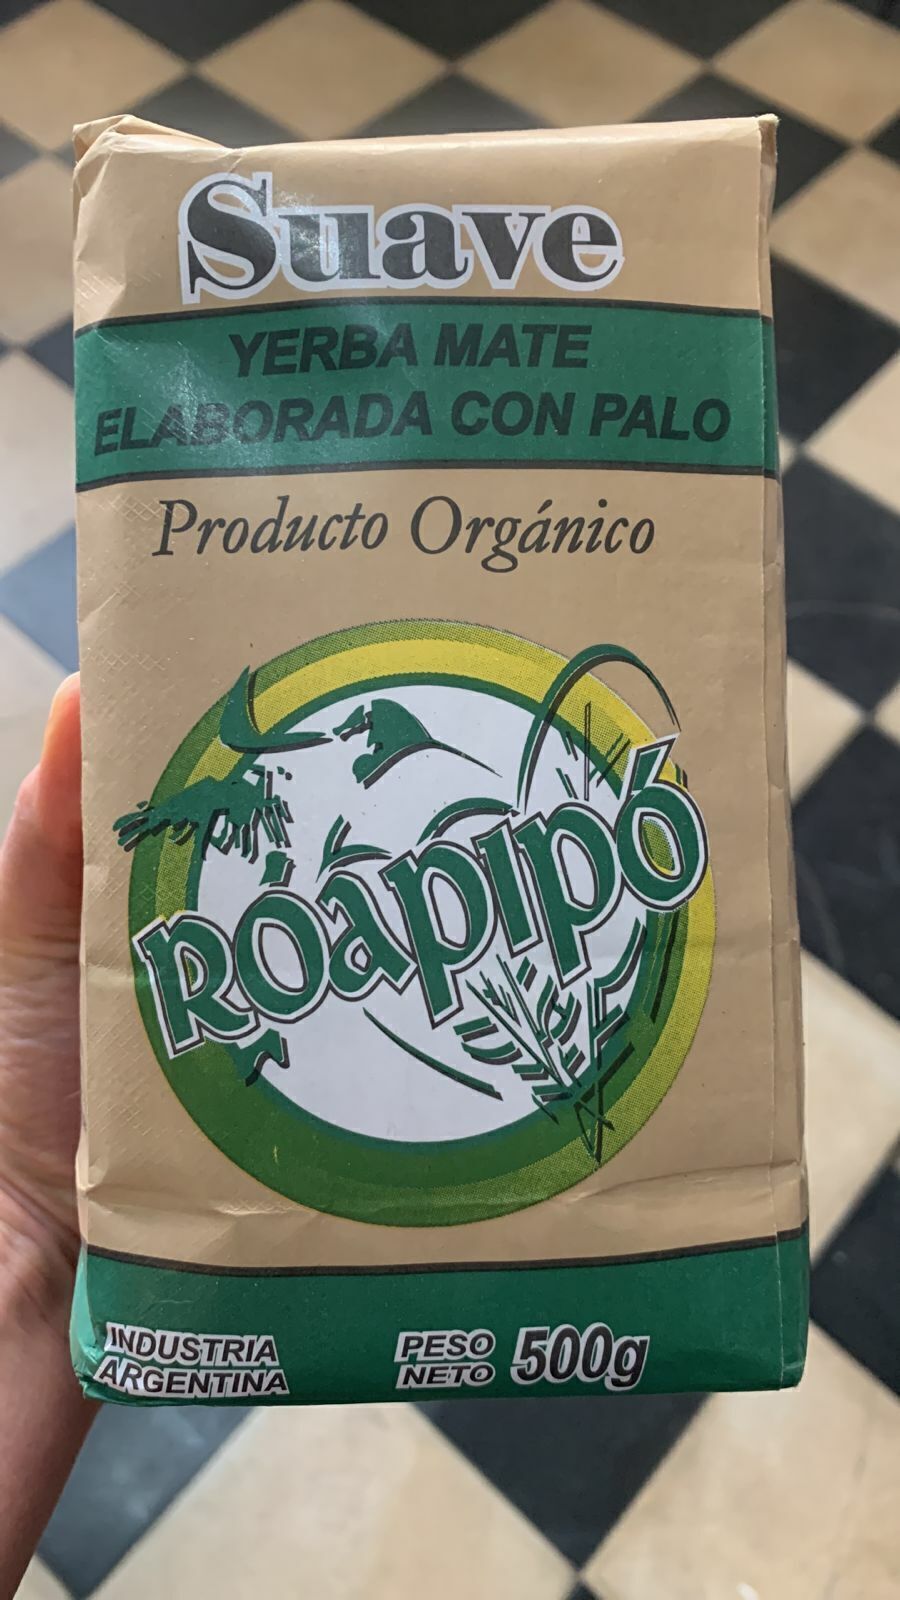 Suave
YERBA MATE
ELABORADA CON PALO
Producto Orgánico
Róapipó
INDUSTRIA
ARGENTINA
PESO
NETO
500g